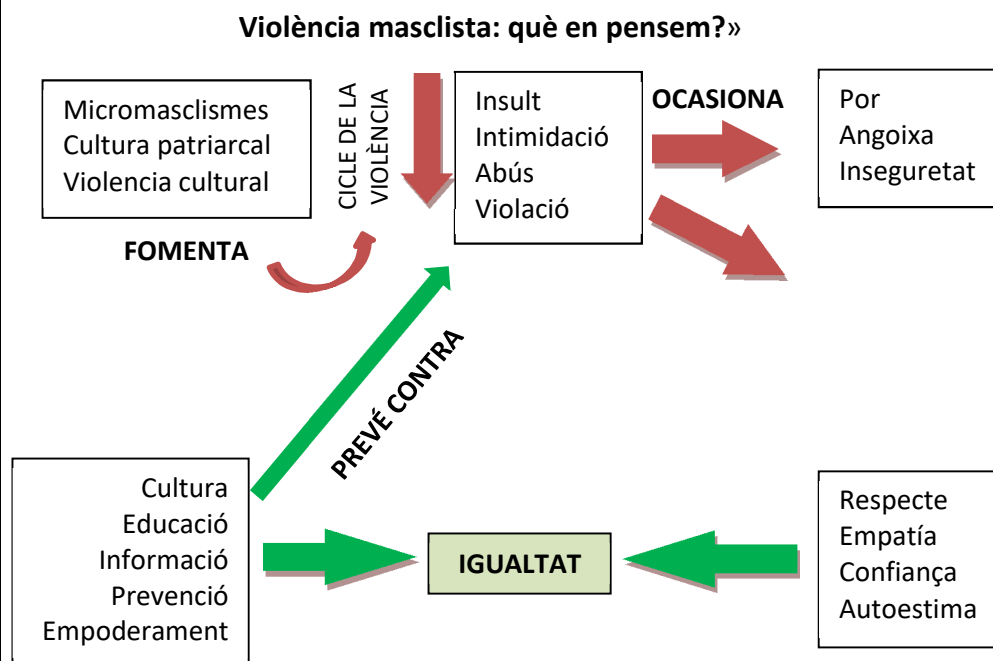 Violència masclista: què en pensem?»
Micromasclismes
Cultura patriarcal
Violencia cultural
FOMENTA
CICLE DE LA
VIOLÈNCIA
Insult
Intimidació
Abús
Violació
OCASIONA
Por
Angoixa
Inseguretat
PREVÉ CONTRA
Cultura
Educació
Informació
Prevenció
Empoderament
IGUALTAT
Respecte
Empatía
Confiança
Autoestima